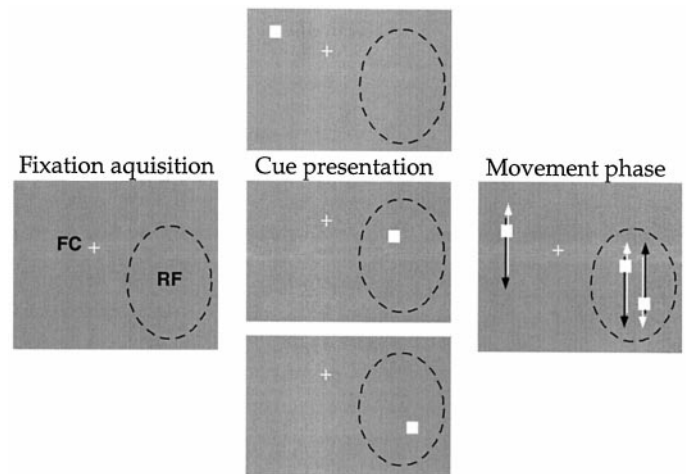 Fixation aquisition
Cue presentation
Movement phase
FC
RF